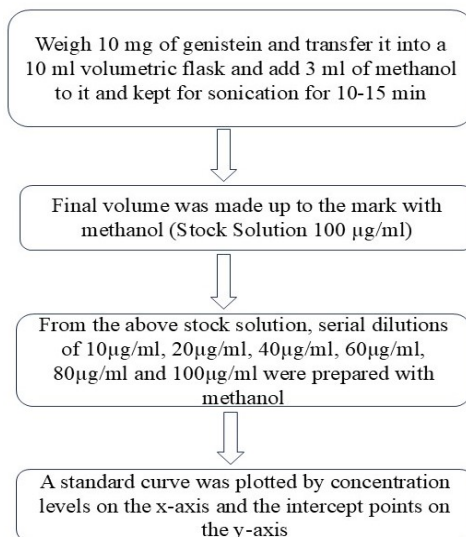 Weigh 10 mg of genistein and transfer it into a
10 ml volumetric flask and add 3 ml of methanol
to it and kept for sonication for 10-15 min
Final volume was made up to the mark with
methanol (Stock Solution 100 µg/ml)
From the above stock solution, serial dilutions
of 10µg/ml, 20µg/ml, 40µg/ml, 60µg/ml,
80µg/ml and 100µg/ml were prepared with
methanol
A standard curve was plotted by concentration
levels on the x-axis and the intercept points on
the y-axis